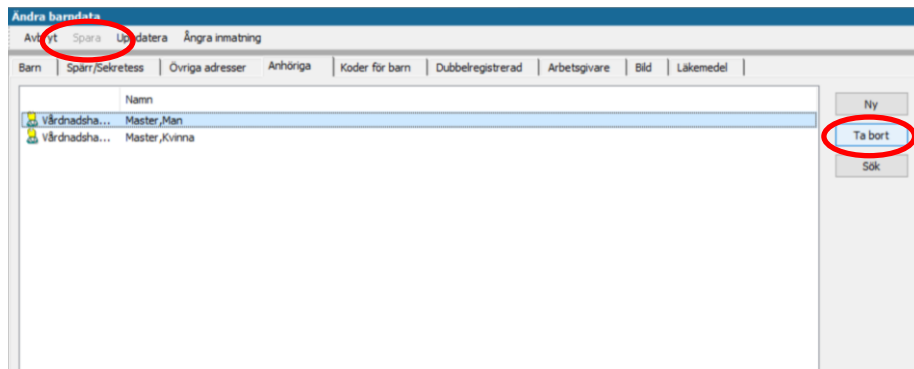 Ändra barndata
Avbryt Spara Uppdatera Ångra inmatning
Barn Spärr/Sekretess Övriga adresser Anhöriga Koder för barn Dubbelregistrerad Arbetsgivare Bild Läkemedel
Namn
Vårdnadsha... Master,Man
Vårdnadsha... Master,Kvinna
Ny
Ta bort
Sök